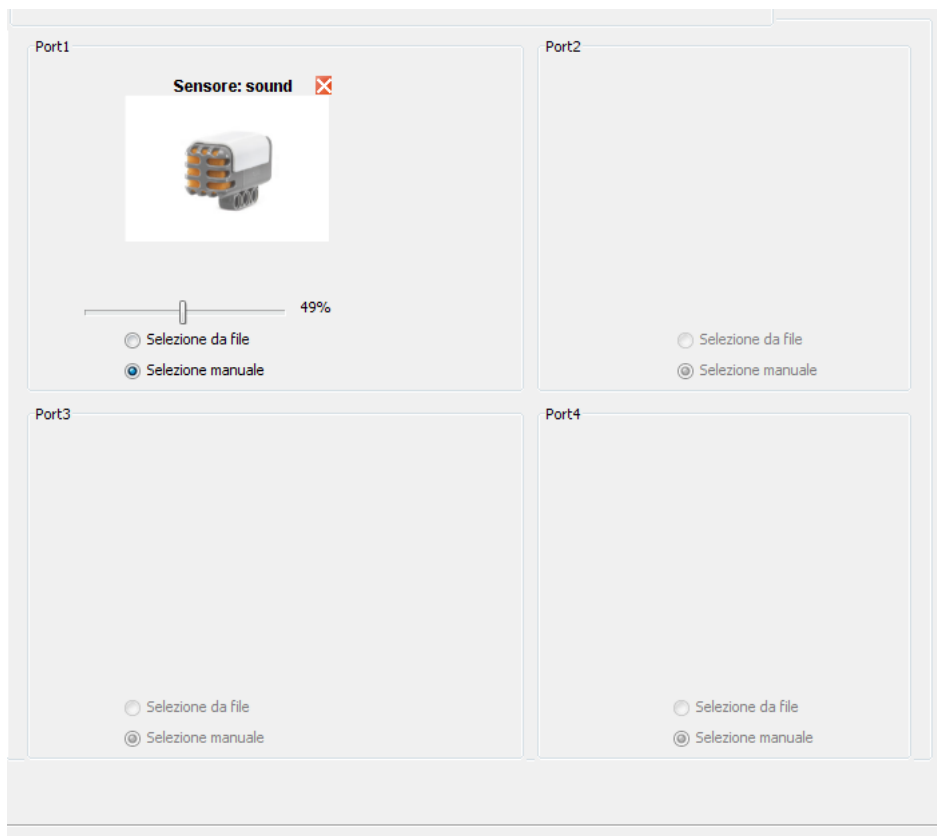 Port1
Sensore: sound
49%
Selezione da file
Selezione manuale
Port2
Selezione da file
Selezione manuale
Port3
Selezione da file
Selezione manuale
Port4
Selezione da file
Selezione manuale